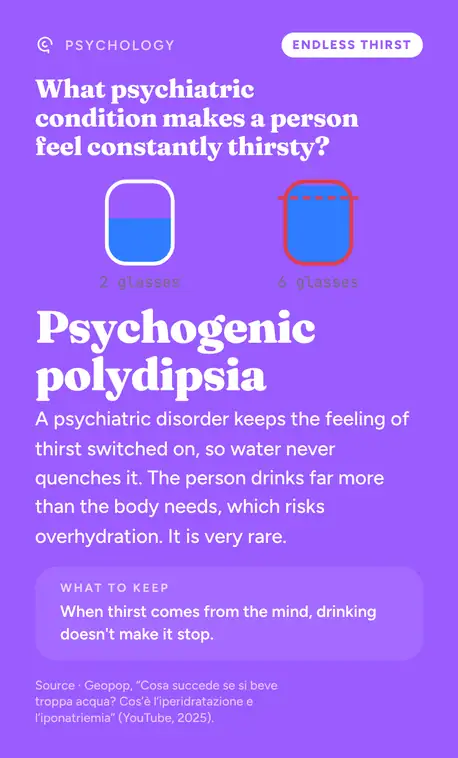 PSYCHOLOGY
ENDLESS THIRST
What psychiatric
condition makes a person
feel constantly thirsty?
2 glasses
6 glasses
Psychogenic
polydipsia
A psychiatric disorder keeps the feeling of
thirst switched on, so water never
quenches it. The person drinks far more
than the body needs, which risks
overhydration. It is very rare.
WHAT TO KEEP
When thirst comes from the mind, drinking
doesn't make it stop.
Source · Geopop, “Cosa succede se si beve
troppa acqua? Cos'è l'iperidratazione e
l'iponatriemia” (YouTube, 2025).